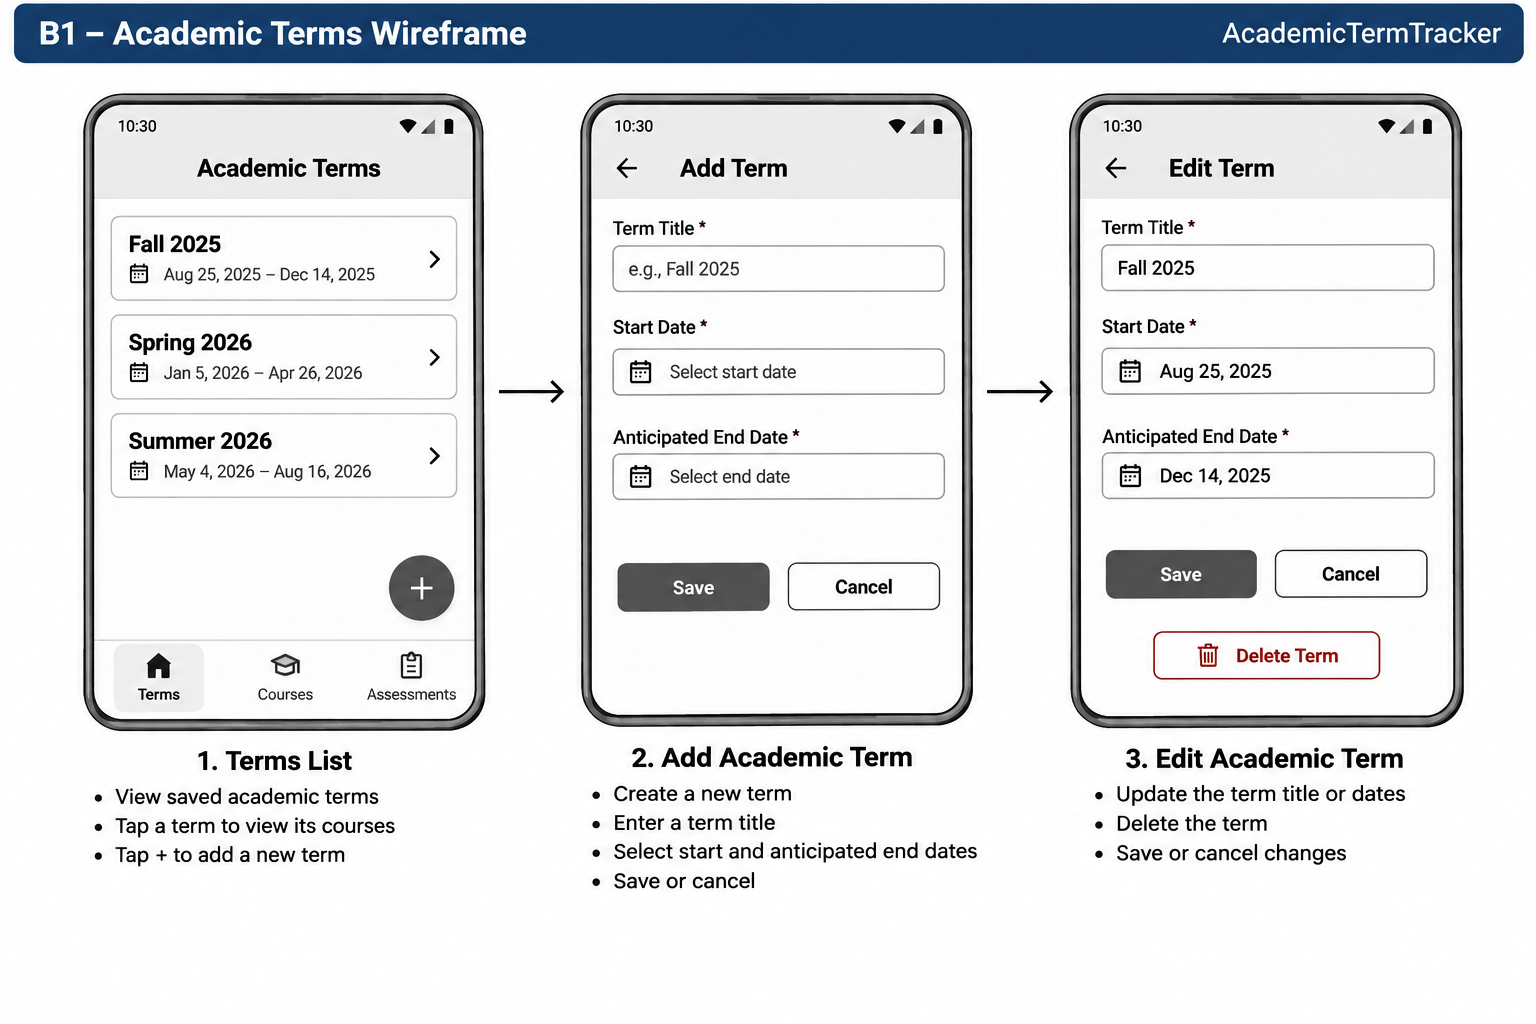 B1 – Academic Terms Wireframe
AcademicTermTracker
10:30
Academic Terms
Fall 2025
Aug 25, 2025 – Dec 14, 2025
Spring 2026
Jan 5, 2026 – Apr 26, 2026
Summer 2026
May 4, 2026 – Aug 16, 2026
+
Terms
Courses
Assessments
1. Terms List
• View saved academic terms
• Tap a term to view its courses
• Tap + to add a new term
10:30
Add Term
Term Title *
e.g., Fall 2025
Start Date *
Select start date
Anticipated End Date *
Select end date
Save
Cancel
2. Add Academic Term
• Create a new term
• Enter a term title
• Select start and anticipated end dates
• Save or cancel
10:30
Edit Term
Term Title *
Fall 2025
Start Date *
Aug 25, 2025
Anticipated End Date *
Dec 14, 2025
Save
Cancel
Delete Term
3. Edit Academic Term
• Update the term title or dates
• Delete the term
• Save or cancel changes